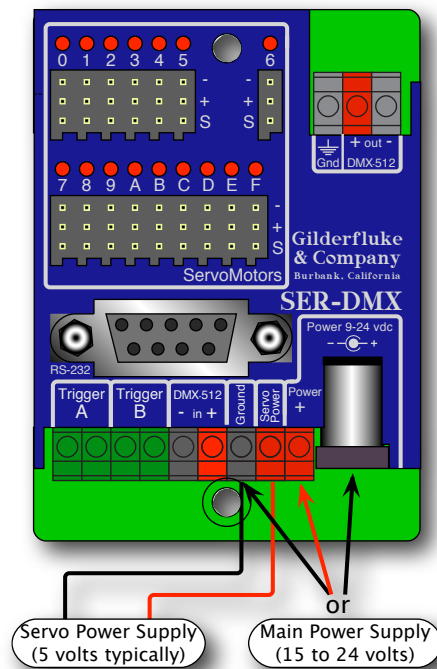 0 1 2 3 4 5 6
-
+
S
7 8 9 A B C D E F
-
+
S
ServoMotors
Gnd
+ out -
DMX-512
Gilderfluke
& Company
Burbank, California
SER-DMX
Power 9-24 vdc
- +
RS-232
Trigger
A
Trigger
B
DMX-512
- in +
Ground
Servo
Power
Power
+
or
Servo Power Supply
(5 volts typically)
Main Power Supply
(15 to 24 volts)